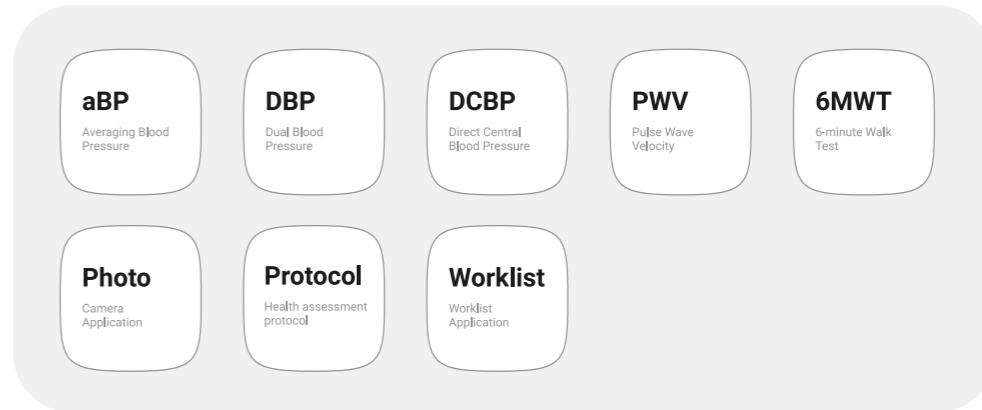 aBP
Averaging Blood
Pressure
DBP
Dual Blood
Pressure
DCBP
Direct Central
Blood Pressure
PWV
Pulse Wave
Velocity
6MWT
6-minute Walk
Test
Photo
Camera
Application
Protocol
Health assessment
protocol
Worklist
Worklist
Application